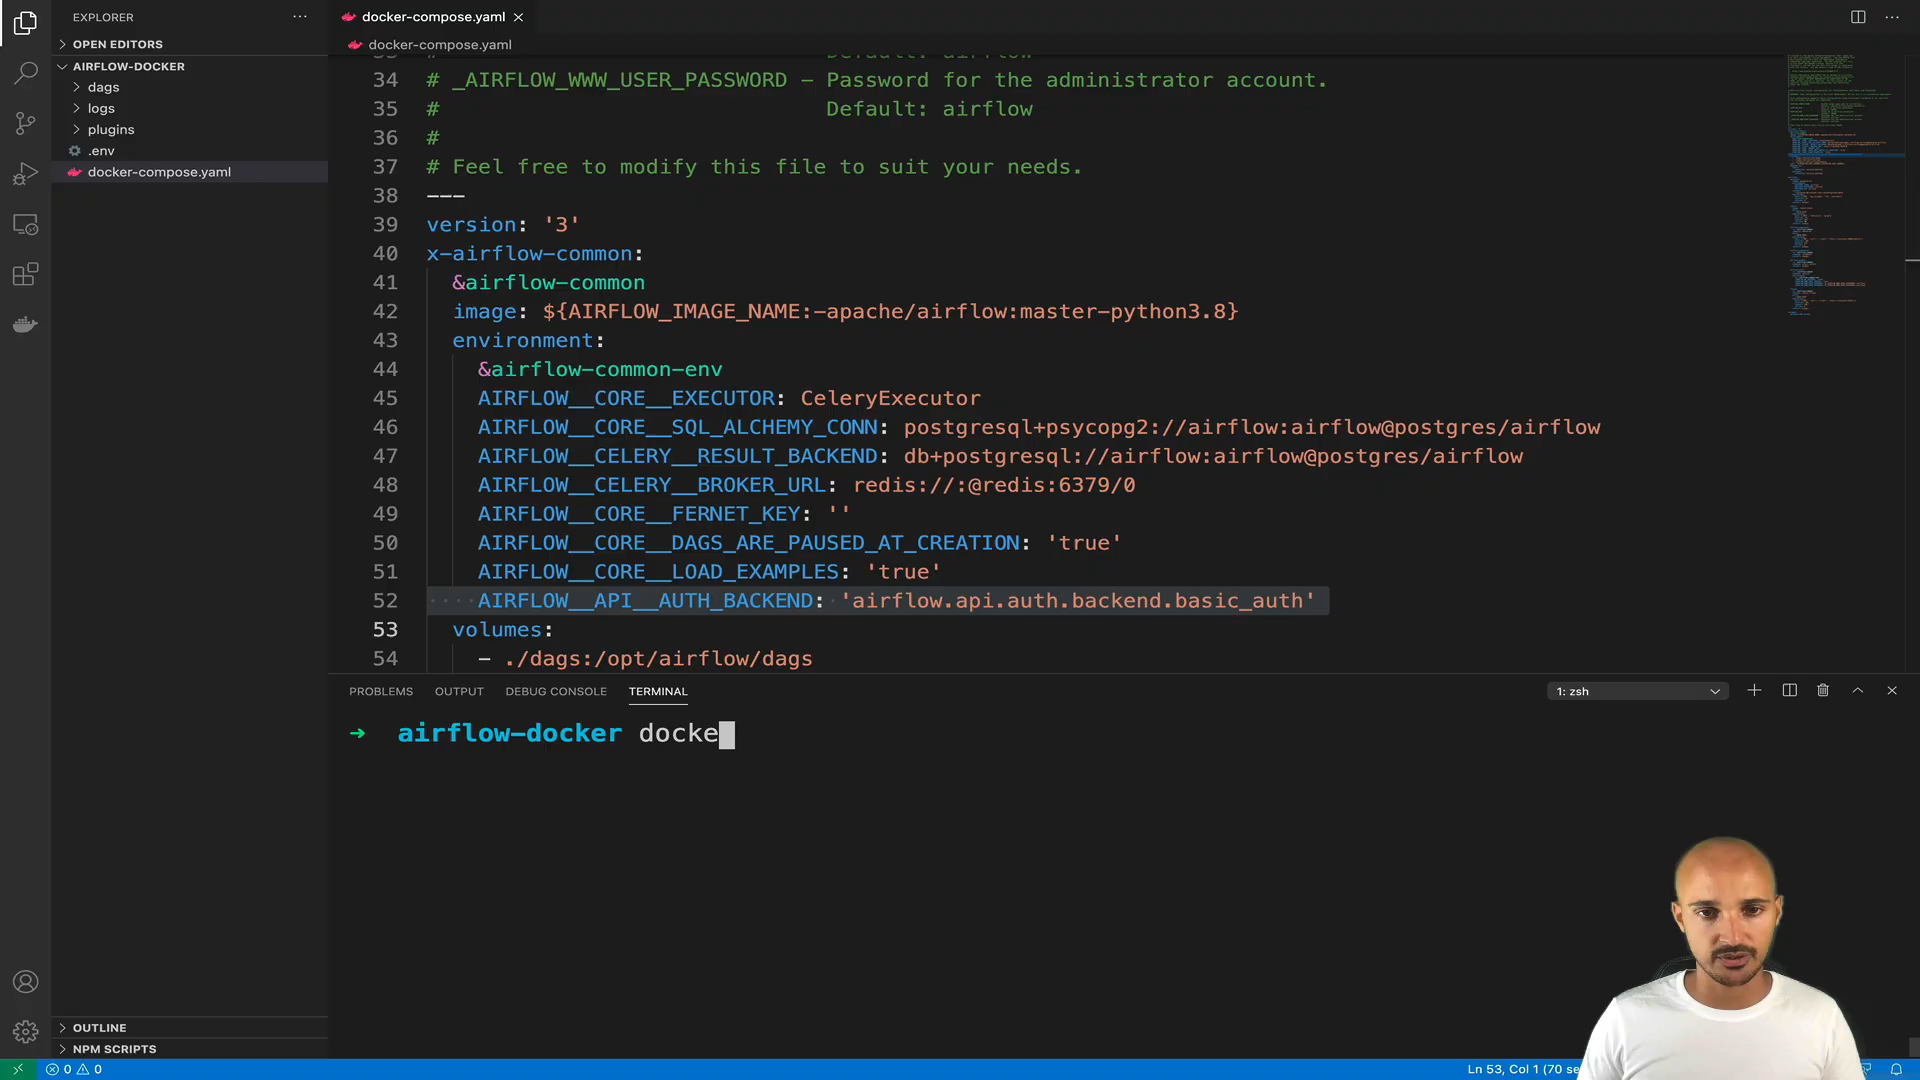 EXPLORER
OPEN EDITORS
AIRFLOW-DOCKER
dags
logs
plugins
.env
docker-compose.yaml
OUTLINE
NPM SCRIPTS
docker-compose.yaml
docker-compose.yaml
# Default: airflow
34 # _AIRFLOW_WWW_USER_PASSWORD – Password for the administrator account.
35 # Default: airflow
36 #
37 # Feel free to modify this file to suit your needs.
38 ---
39 version: '3'
40 x-airflow-common:
41 &airflow-common
42 image: ${AIRFLOW_IMAGE_NAME:-apache/airflow:master-python3.8}
43 environment:
44 &airflow-common-env
45 AIRFLOW__CORE__EXECUTOR: CeleryExecutor
46 AIRFLOW__CORE__SQL_ALCHEMY_CONN: postgresql+psycopg2://airflow:airflow@postgres/airflow
47 AIRFLOW__CELERY__RESULT_BACKEND: db+postgresql://airflow:airflow@postgres/airflow
48 AIRFLOW__CELERY__BROKER_URL: redis://:@redis:6379/0
49 AIRFLOW__CORE__FERNET_KEY: ''
50 AIRFLOW__CORE__DAGS_ARE_PAUSED_AT_CREATION: 'true'
51 AIRFLOW__CORE__LOAD_EXAMPLES: 'true'
52 AIRFLOW__API__AUTH_BACKEND: 'airflow.api.auth.backend.basic_auth'
53 volumes:
54 - ./dags:/opt/airflow/dags
PROBLEMS OUTPUT DEBUG CONSOLE TERMINAL 1: zsh
→ airflow-docker docke
0 0 Ln 53, Col 1 (70 se